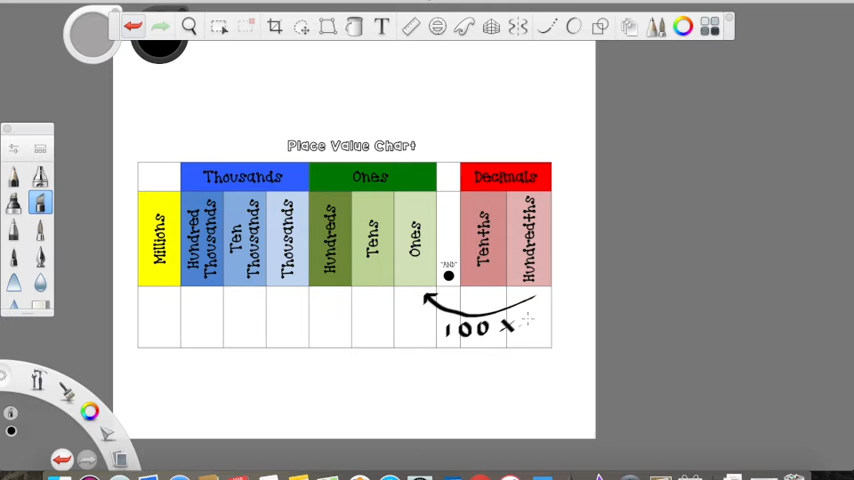 Place Value Chart
Thousands Ones Decimals
Millions Hundred Thousands Ten Thousands Thousands Hundreds Tens Ones "AND" Tenths Hundredths
100 x